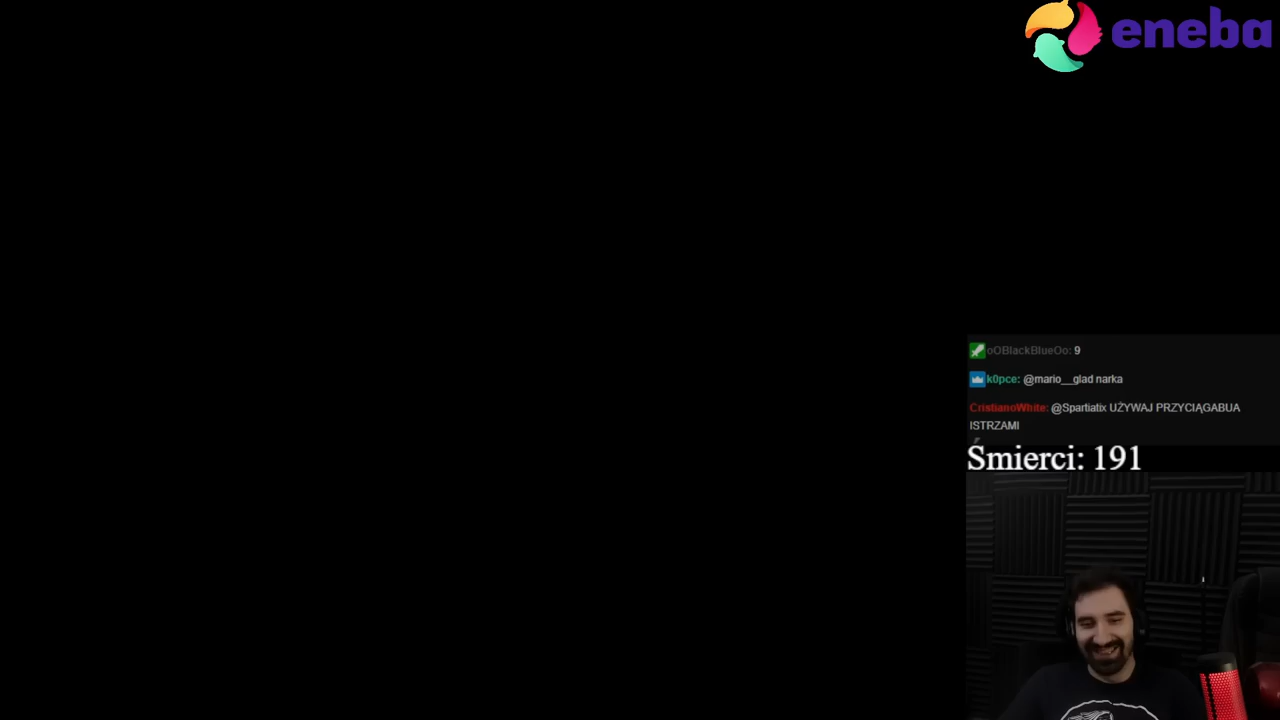 eneba
oOBlackBlueOo: 9
k0pce: @mario__glad narka
CristianoWhite: @Spartiatix UŻYWAJ PRZYCIĄGABUA
ISTRZAMI
Śmierci: 191